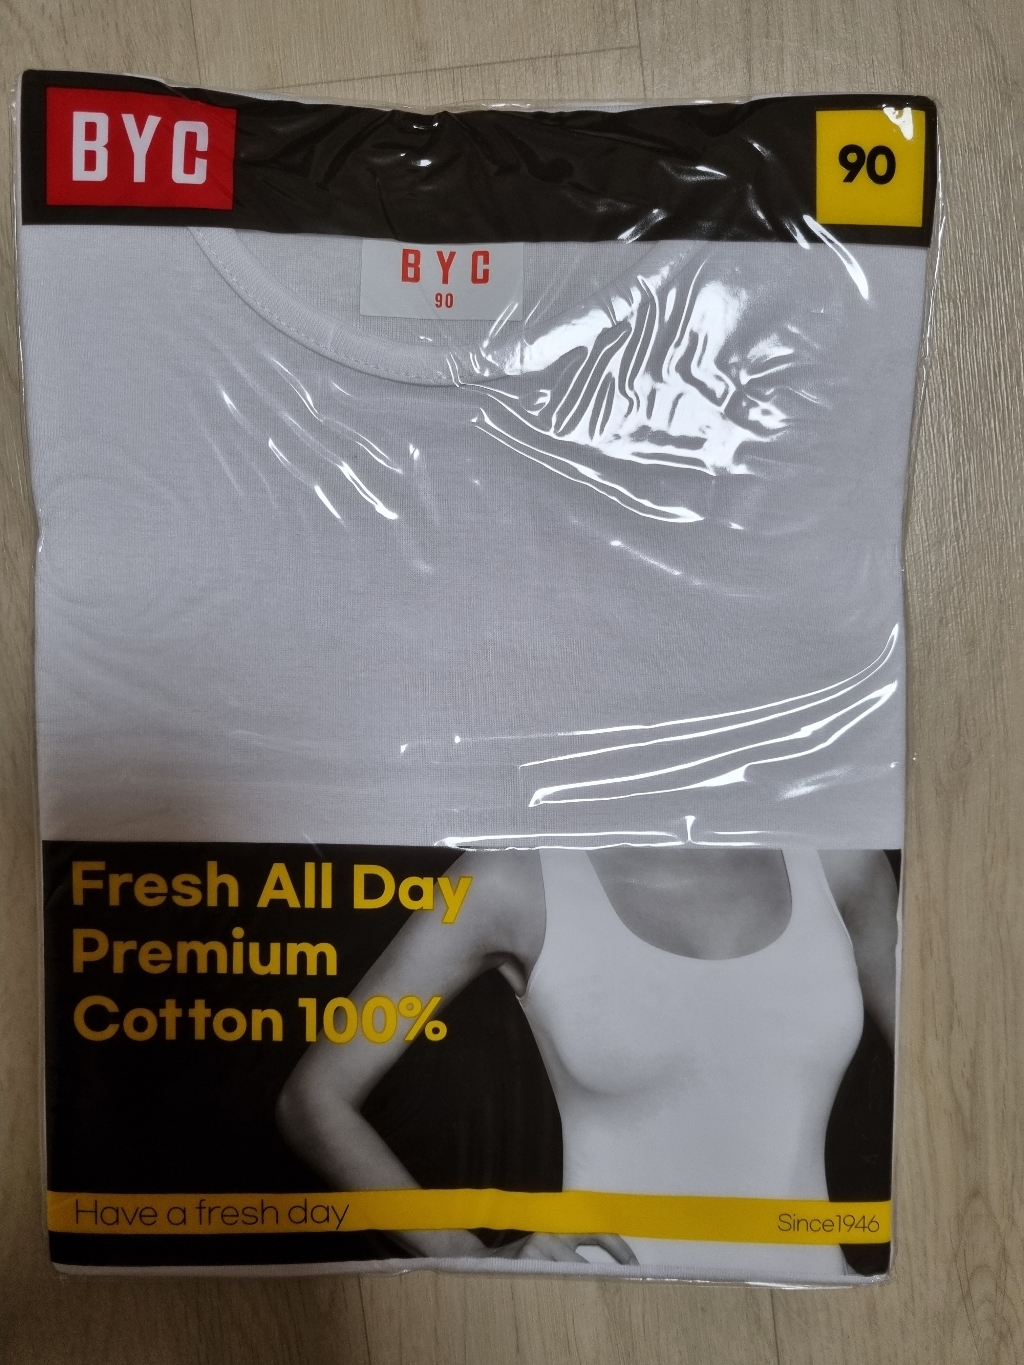 BYC
90
BYC
90
Fresh All Day
Premium
Cotton 100%
Have a fresh day
Since1946